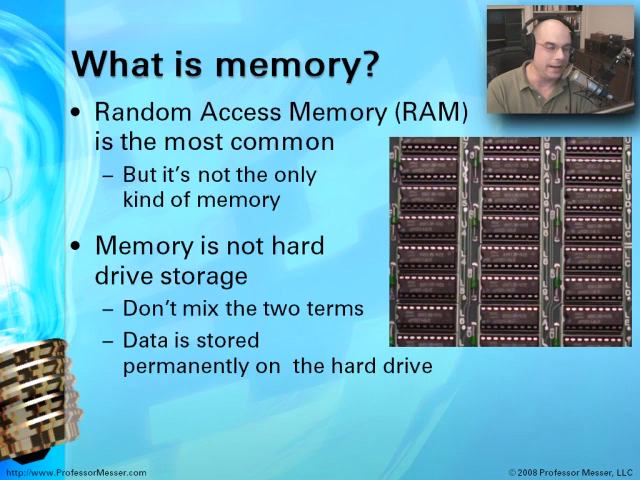 What is memory?
• Random Access Memory (RAM)
is the most common
– But it's not the only
kind of memory
• Memory is not hard
drive storage
– Don't mix the two terms
– Data is stored
permanently on the hard drive
http://www.ProfessorMesser.com
© 2008 Professor Messer, LLC